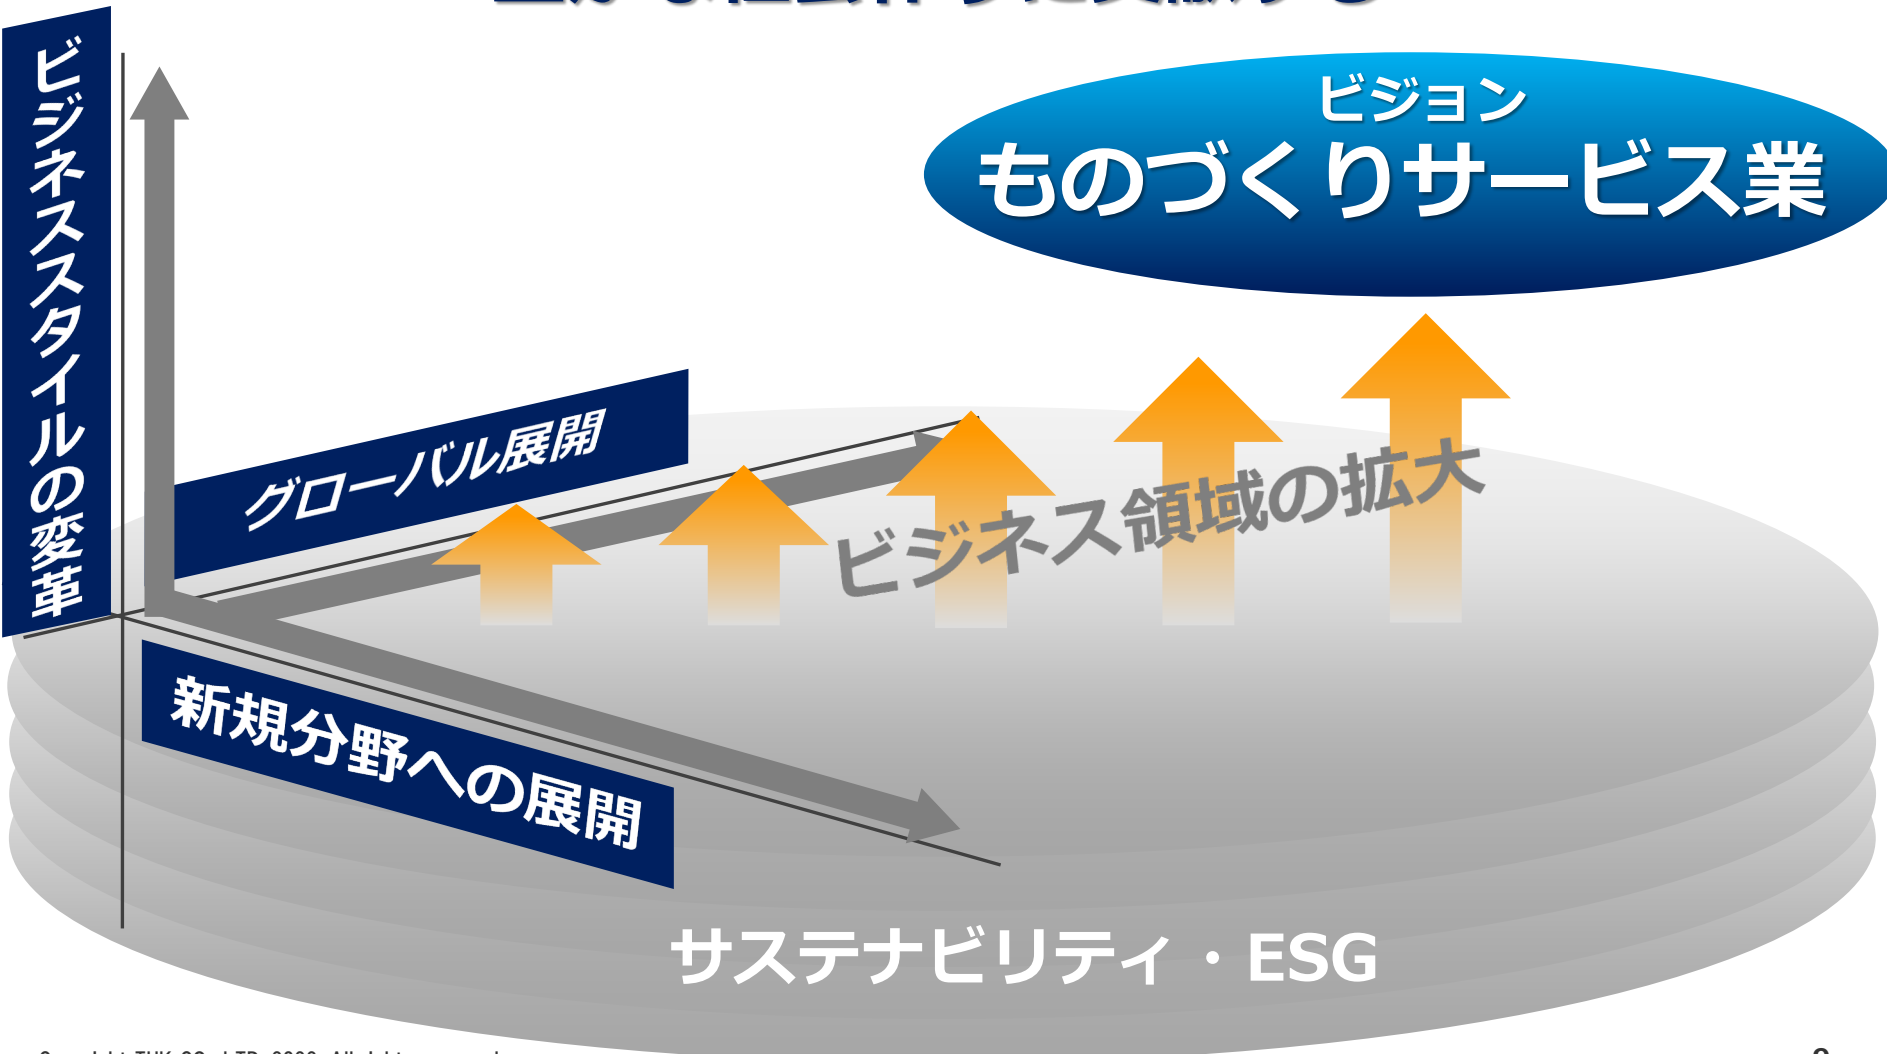 ビジネススタイルの変革
ビジョン
ものづくりサービス業
グローバル展開
ビジネス領域の拡大
新規分野への展開
サステナビリティ・ESG